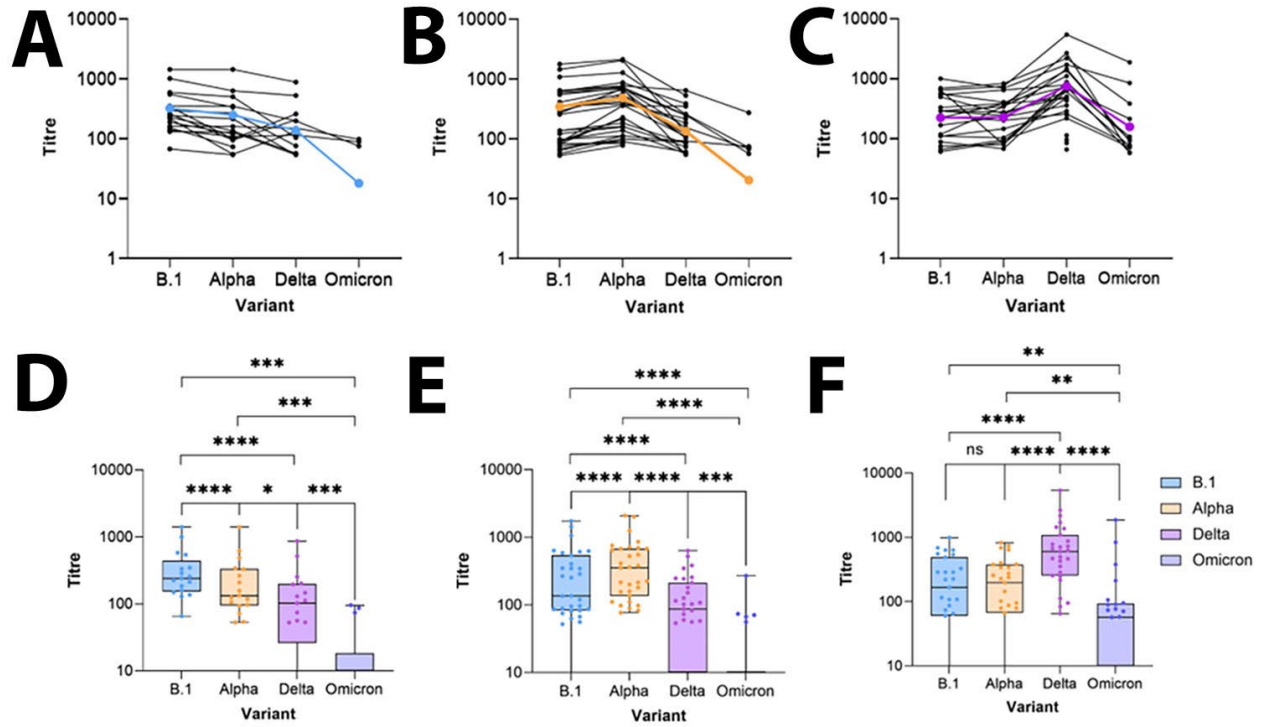 A
10000
1000
100
10
1
Titre
B.1 Alpha Delta Omicron
Variant
B
10000
1000
100
10
1
Titre
B.1 Alpha Delta Omicron
Variant
C
10000
1000
100
10
1
Titre
B.1 Alpha Delta Omicron
Variant
D
***
***
****
**** * ***
10000
1000
100
10
Titre
B.1 Alpha Delta Omicron
Variant
E
****
****
****
**** **** ***
10000
1000
100
10
Titre
B.1 Alpha Delta Omicron
Variant
F
**
**
****
ns **** ****
10000
1000
100
10
Titre
B.1 Alpha Delta Omicron
Variant
B.1
Alpha
Delta
Omicron